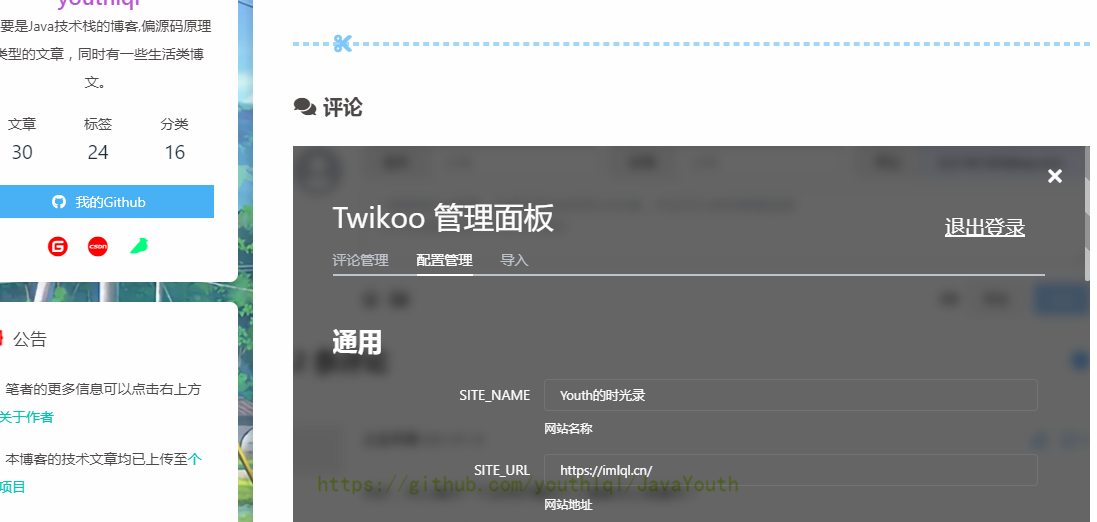 youthlql
要是Java技术栈的博客,偏源码原理
类型的文章，同时有一些生活类博
文。
文章 标签 分类
30 24 16
我的Github
CSDN
公告
笔者的更多信息可以点击右上方
关于作者
本博客的技术文章均已上传至个
项目
评论
Twikoo 管理面板
退出登录
评论管理 配置管理 导入
通用
SITE_NAME Youth的时光录
网站名称
SITE_URL https://imlql.cn/
https://github.com/youthlql/JavaYouth
网站地址